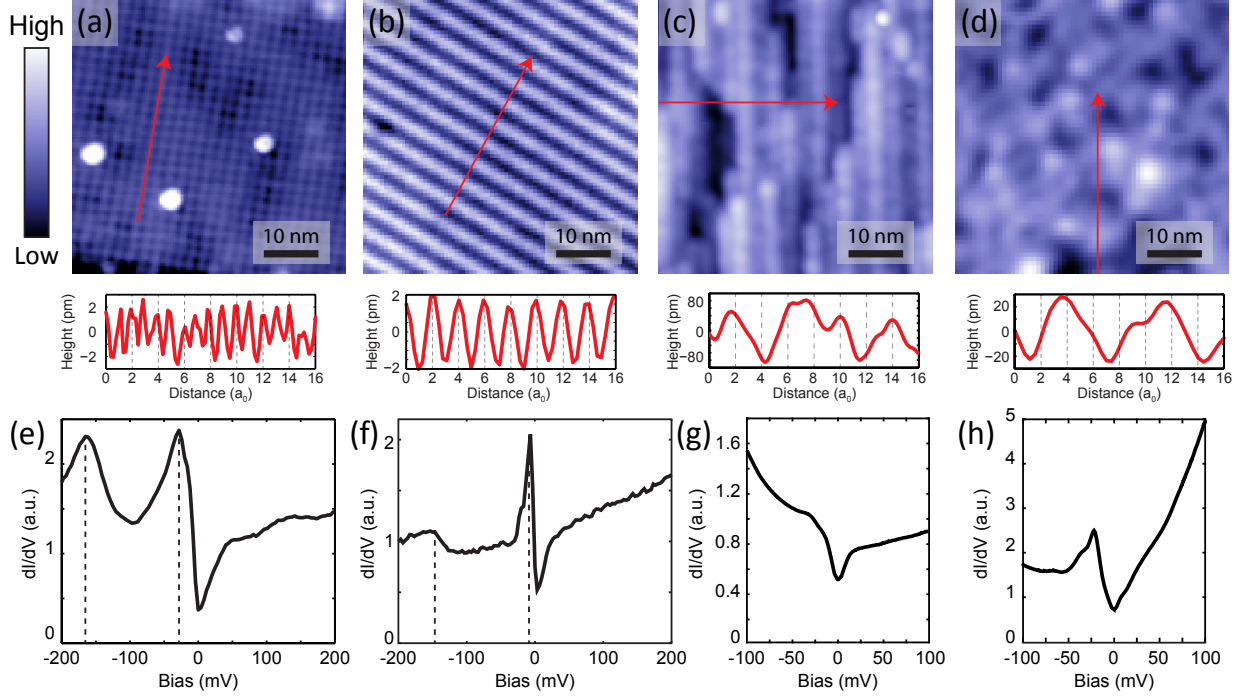 High
Low
(a)
(b)
(c)
(d)
10 nm
10 nm
10 nm
10 nm
Height (pm)
2
0
−2
0 2 4 6 8 10 12 14 16
Distance (a0)
Height (pm)
2
0
−2
0 2 4 6 8 10 12 14 16
Distance (a0)
Height (pm)
80
0
−80
0 2 4 6 8 10 12 14 16
Distance (a0)
Height (pm)
20
0
−20
0 2 4 6 8 10 12 14 16
Distance (a0)
(e)
dI/dV (a.u.)
2
1
0
-200 -100 0 100 200
Bias (mV)
(f)
dI/dV (a.u.)
2
1
0
-200 -100 0 100 200
Bias (mV)
(g)
dI/dV (a.u.)
1.6
1.2
0.8
0.4
0
-100 -50 0 50 100
Bias (mV)
(h)
dI/dV (a.u.)
5
4
3
2
1
0
-100 -50 0 50 100
Bias (mV)